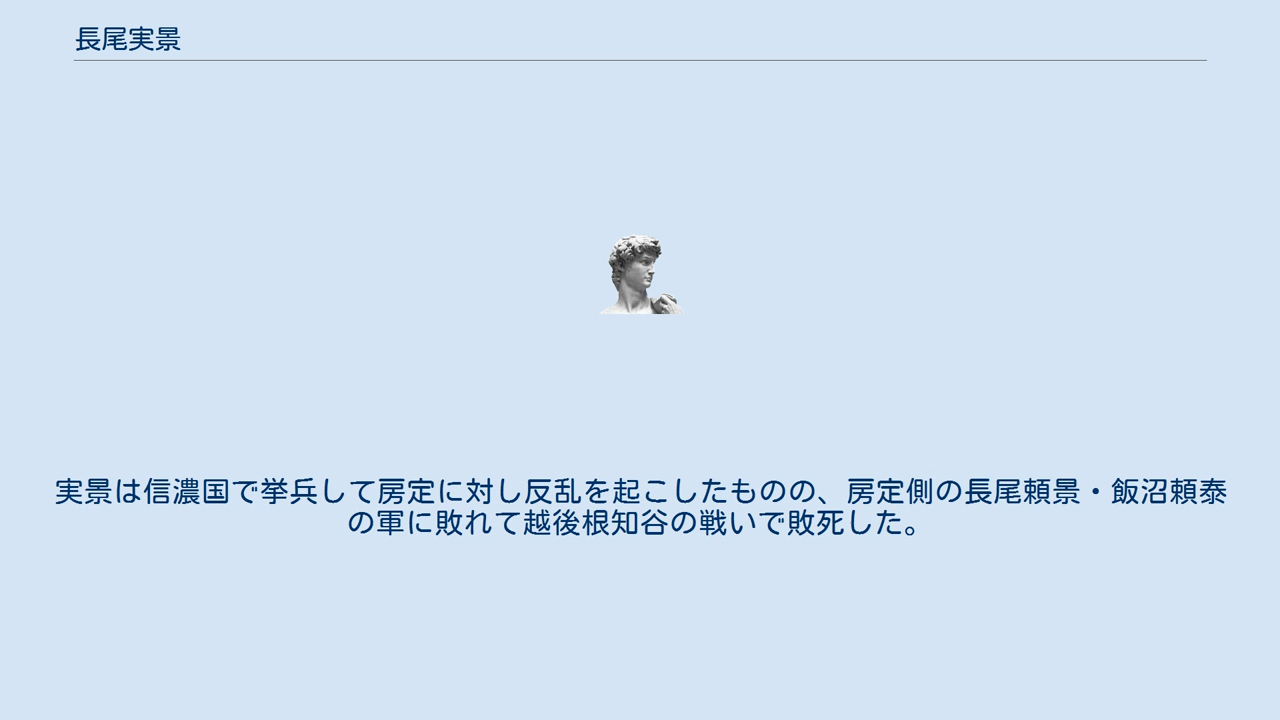 長尾実景
実景は信濃国で挙兵して房定に対し反乱を起こしたものの、房定側の長尾頼景・飯沼頼泰
の軍に敗れて越後根知谷の戦いで敗死した。